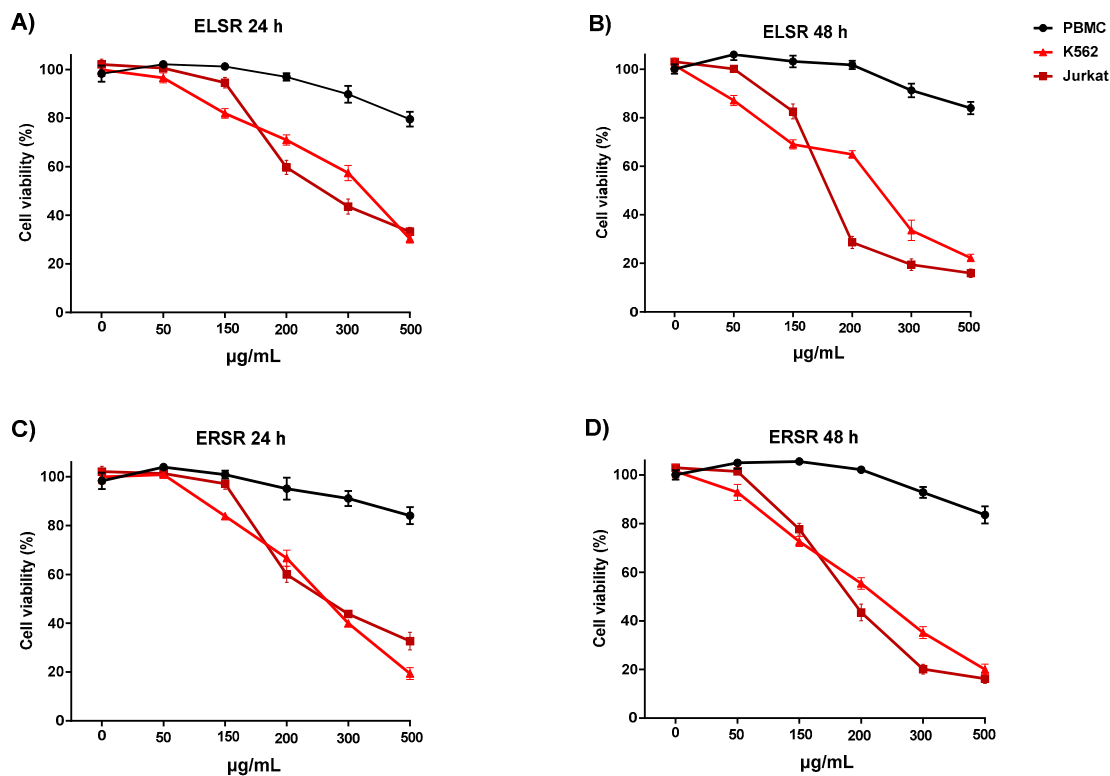 A)
ELSR 24 h
Cell viability (%)
100
80
60
40
20
0
0 50 150 200 300 500
µg/mL
B)
ELSR 48 h
Cell viability (%)
100
80
60
40
20
0
0 50 150 200 300 500
µg/mL
PBMC
K562
Jurkat
C)
ERSR 24 h
Cell viability (%)
100
80
60
40
20
0
0 50 150 200 300 500
µg/mL
D)
ERSR 48 h
Cell viability (%)
100
80
60
40
20
0
0 50 150 200 300 500
µg/mL